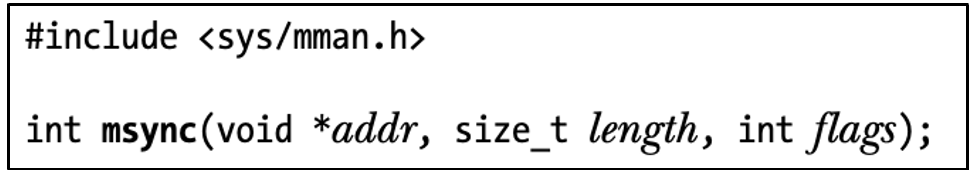 #include <sys/mman.h>
int msync(void *addr, size_t length, int flags);